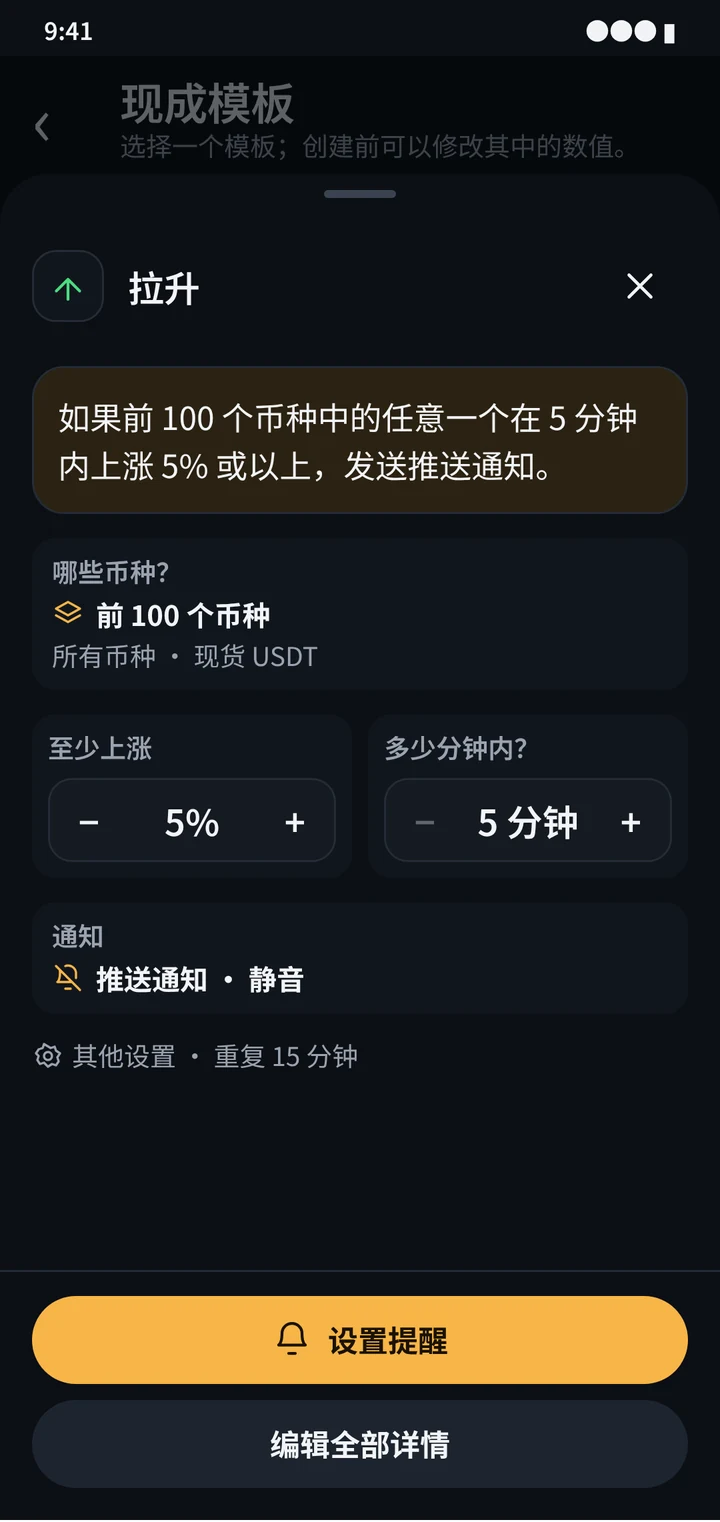 9:41
现成模板
选择一个模板；创建前可以修改其中的数值。
拉升
如果前 100 个币种中的任意一个在 5 分钟
内上涨 5% 或以上，发送推送通知。
哪些币种？
前 100 个币种
所有币种 • 现货 USDT
至少上涨
多少分钟内？
− 5% +
− 5 分钟 +
通知
推送通知 • 静音
其他设置 • 重复 15 分钟
设置提醒
编辑全部详情